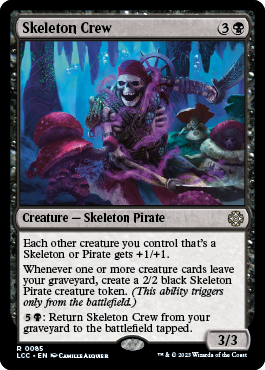 Skeleton Crew 3
Creature — Skeleton Pirate
Each other creature you control that's a
Skeleton or Pirate gets +1/+1.
Whenever one or more creature cards leave
your graveyard, create a 2/2 black Skeleton
Pirate creature token. (This ability triggers
only from the battlefield.)
5: Return Skeleton Crew from your
graveyard to the battlefield tapped.
3/3
R 0085
LCC • EN Camille Alquier ™ & © 2023 Wizards of the Coast